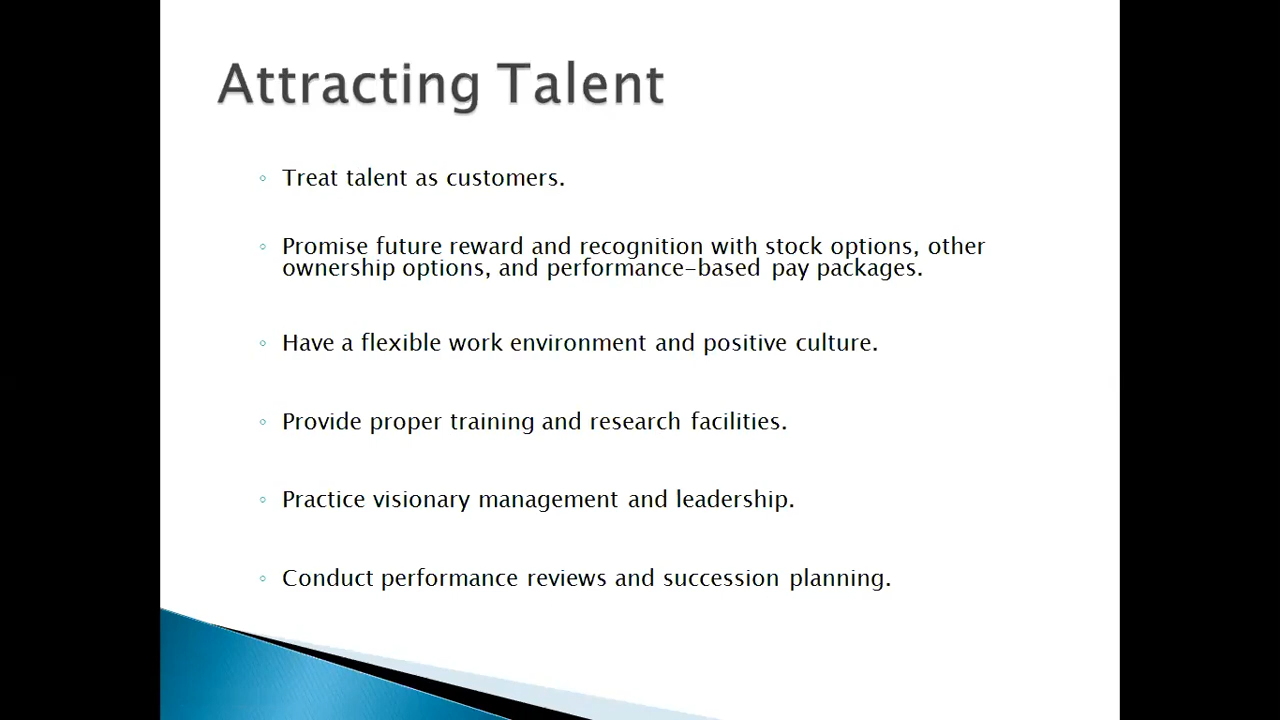 Attracting Talent
◦ Treat talent as customers.
◦ Promise future reward and recognition with stock options, other
ownership options, and performance-based pay packages.
◦ Have a flexible work environment and positive culture.
◦ Provide proper training and research facilities.
◦ Practice visionary management and leadership.
◦ Conduct performance reviews and succession planning.